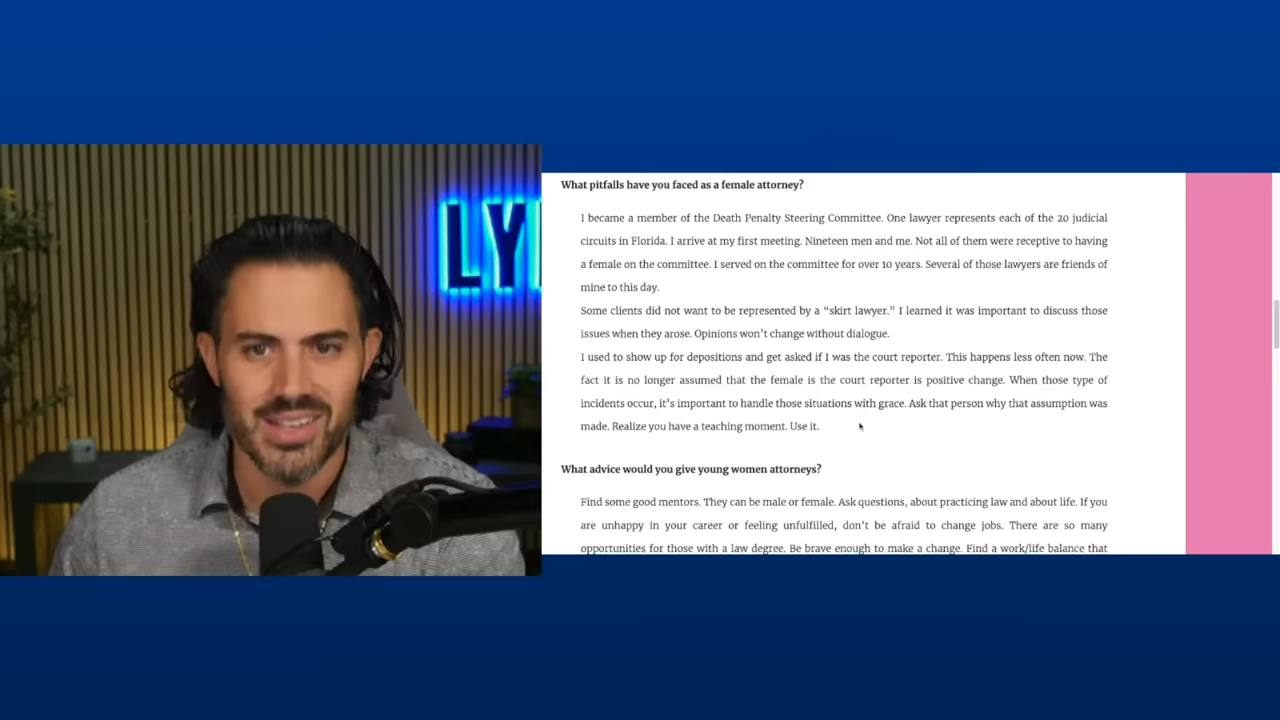 LY
What pitfalls have you faced as a female attorney?
I became a member of the Death Penalty Steering Committee. One lawyer represents each of the 20 judicial
circuits in Florida. I arrive at my first meeting. Nineteen men and me. Not all of them were receptive to having
a female on the committee. I served on the committee for over 10 years. Several of those lawyers are friends of
mine to this day.
Some clients did not want to be represented by a “skirt lawyer.” I learned it was important to discuss those
issues when they arose. Opinions won't change without dialogue.
I used to show up for depositions and get asked if I was the court reporter. This happens less often now. The
fact it is no longer assumed that the female is the court reporter is positive change. When those type of
incidents occur, it's important to handle those situations with grace. Ask that person why that assumption was
made. Realize you have a teaching moment. Use it.
What advice would you give young women attorneys?
Find some good mentors. They can be male or female. Ask questions, about practicing law and about life. If you
are unhappy in your career or feeling unfulfilled, don't be afraid to change jobs. There are so many
opportunities for those with a law degree. Be brave enough to make a change. Find a work/life balance that